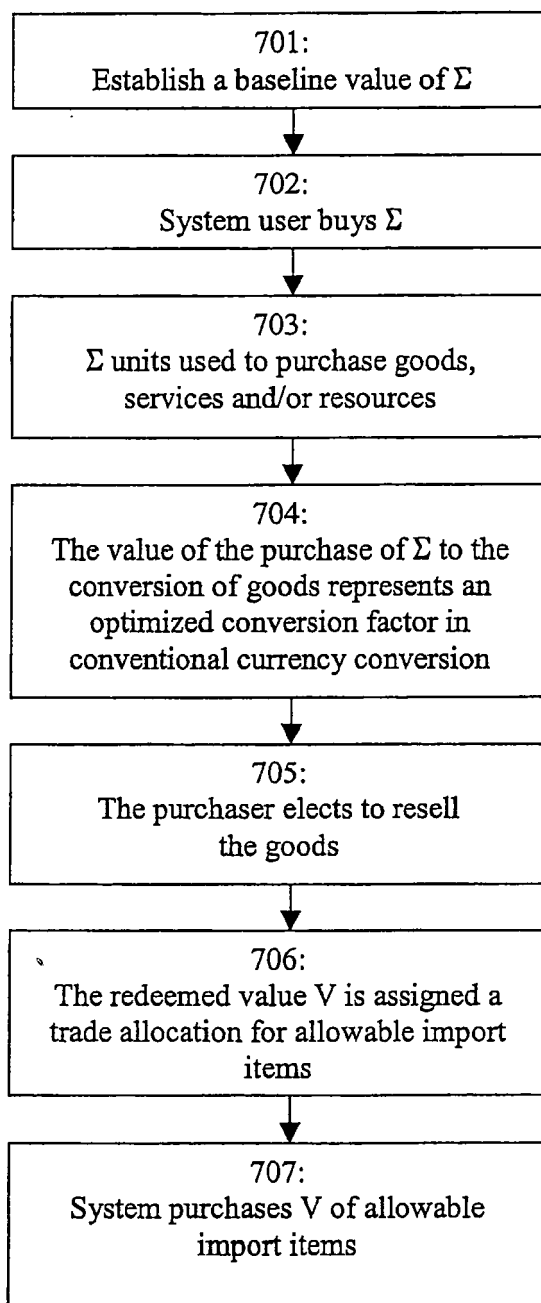 701:
Establish a baseline value of Σ
702:
System user buys Σ
703:
Σ units used to purchase goods,
services and/or resources
704:
The value of the purchase of Σ to the
conversion of goods represents an
optimized conversion factor in
conventional currency conversion
705:
The purchaser elects to resell
the goods
706:
The redeemed value V is assigned a
trade allocation for allowable import
items
707:
System purchases V of allowable
import items